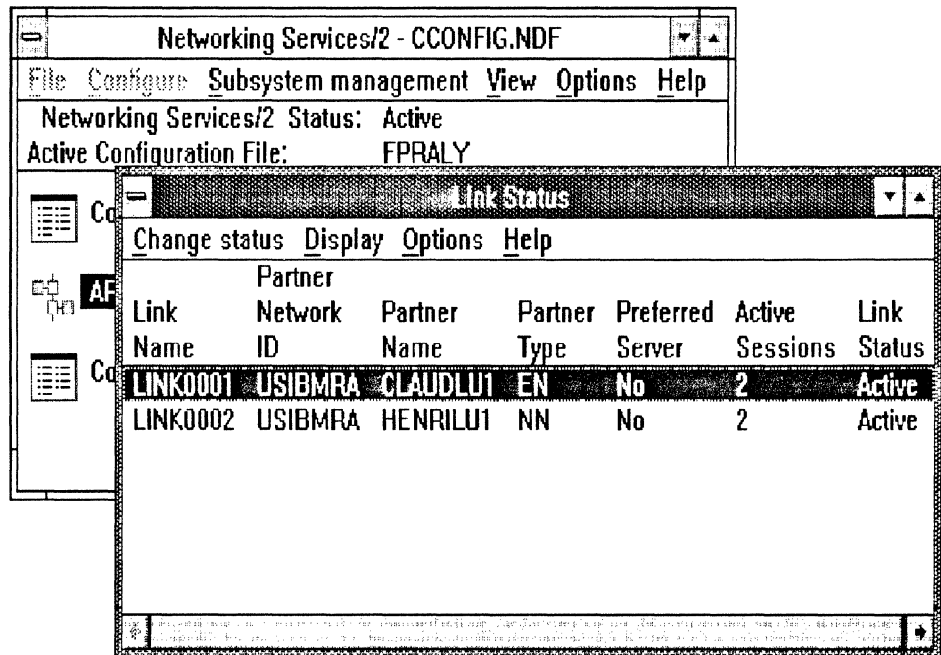 Networking Services/2 - CCONFIG.NDF
File Configure Subsystem management View Options Help
Networking Services/2 Status: Active
Active Configuration File: FPRALY
Co
AP
Co
Link Status
Change status Display Options Help
Partner
Link Network Partner Partner Preferred Active Link
Name ID Name Type Server Sessions Status
LINK0001 USIBMRA CLAUDLU1 EN No 2 Active
LINK0002 USIBMRA HENRILU1 NN No 2 Active